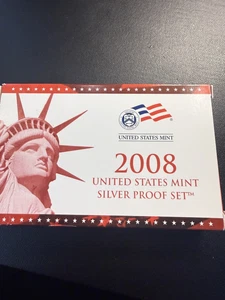 UNITED STATES MINT
2008
UNITED STATES MINT
SILVER PROOF SET™